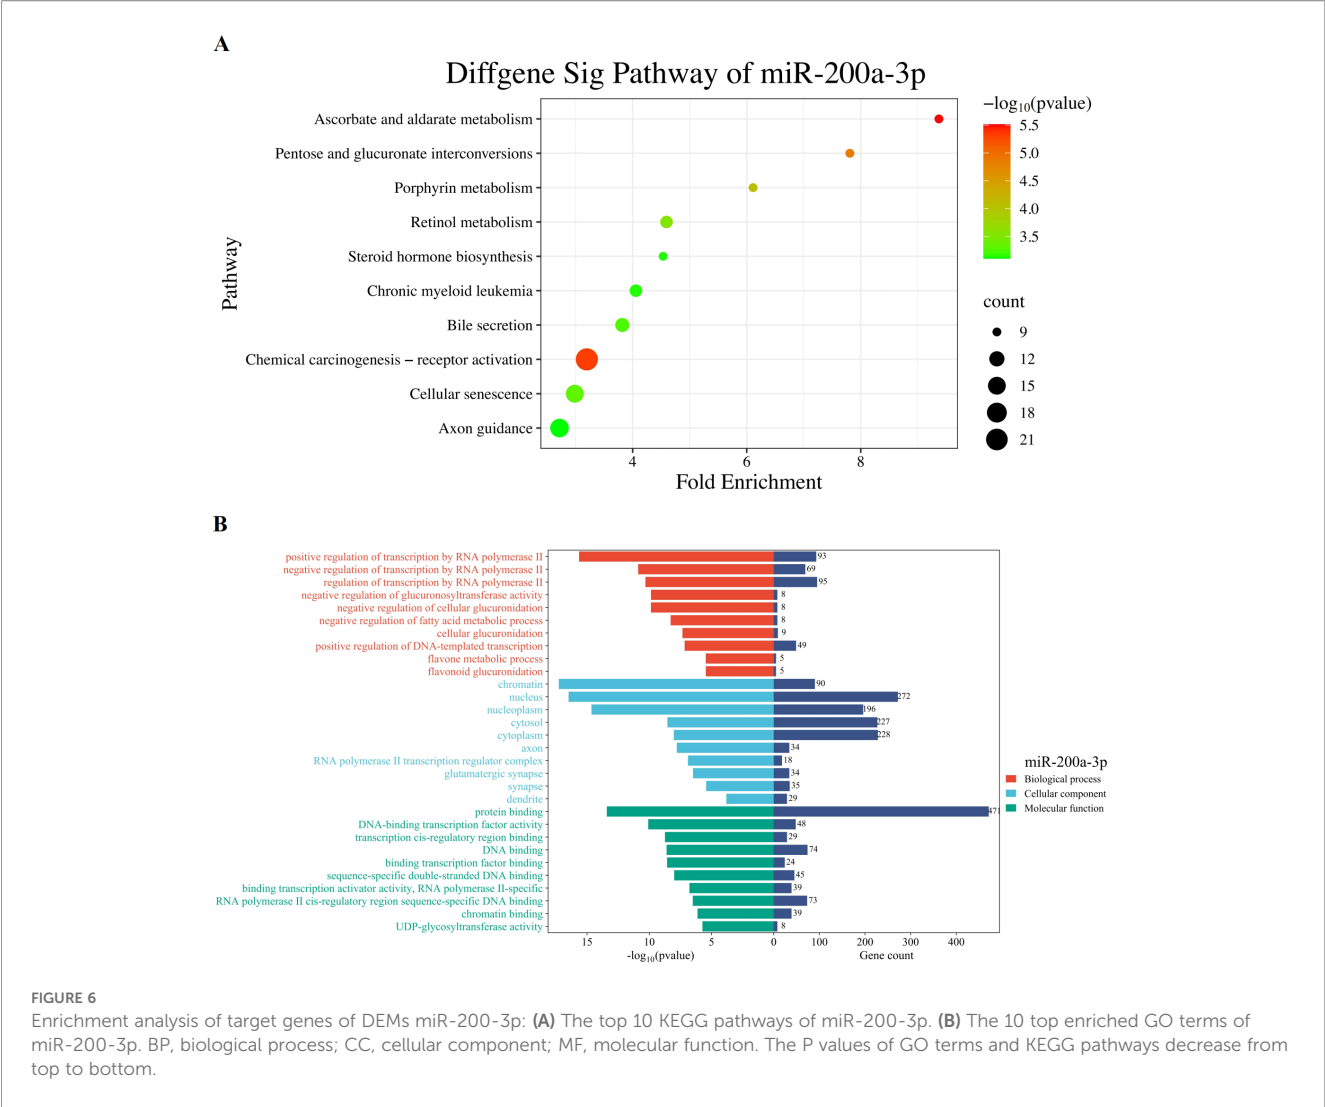 A
Diffgene Sig Pathway of miR-200a-3p
Pathway
Ascorbate and aldarate metabolism
Pentose and glucuronate interconversions
Porphyrin metabolism
Retinol metabolism
Steroid hormone biosynthesis
Chronic myeloid leukemia
Bile secretion
Chemical carcinogenesis − receptor activation
Cellular senescence
Axon guidance
4 6 8
Fold Enrichment
−log10(pvalue)
5.5
5.0
4.5
4.0
3.5
count
9
12
15
18
21
B
positive regulation of transcription by RNA polymerase II 93
negative regulation of transcription by RNA polymerase II 69
regulation of transcription by RNA polymerase II 95
negative regulation of glucuronosyltransferase activity 8
negative regulation of cellular glucuronidation 8
negative regulation of fatty acid metabolic process 8
cellular glucuronidation 9
positive regulation of DNA-templated transcription 49
flavone metabolic process 5
flavonoid glucuronidation 5
chromatin 90
nucleus 272
nucleoplasm 196
cytosol 227
cytoplasm 228
axon 34
RNA polymerase II transcription regulator complex 18
glutamatergic synapse 34
synapse 35
dendrite 29
protein binding 471
DNA-binding transcription factor activity 48
transcription cis-regulatory region binding 29
DNA binding 74
binding transcription factor binding 24
sequence-specific double-stranded DNA binding 45
binding transcription activator activity, RNA polymerase II-specific 39
RNA polymerase II cis-regulatory region sequence-specific DNA binding 73
chromatin binding 39
UDP-glycosyltransferase activity 8
15 10 5 0 100 200 300 400
-log10(pvalue) Gene count
miR-200a-3p
Biological process
Cellular component
Molecular function
FIGURE 6
Enrichment analysis of target genes of DEMs miR-200-3p: (A) The top 10 KEGG pathways of miR-200-3p. (B) The 10 top enriched GO terms of
miR-200-3p. BP, biological process; CC, cellular component; MF, molecular function. The P values of GO terms and KEGG pathways decrease from
top to bottom.